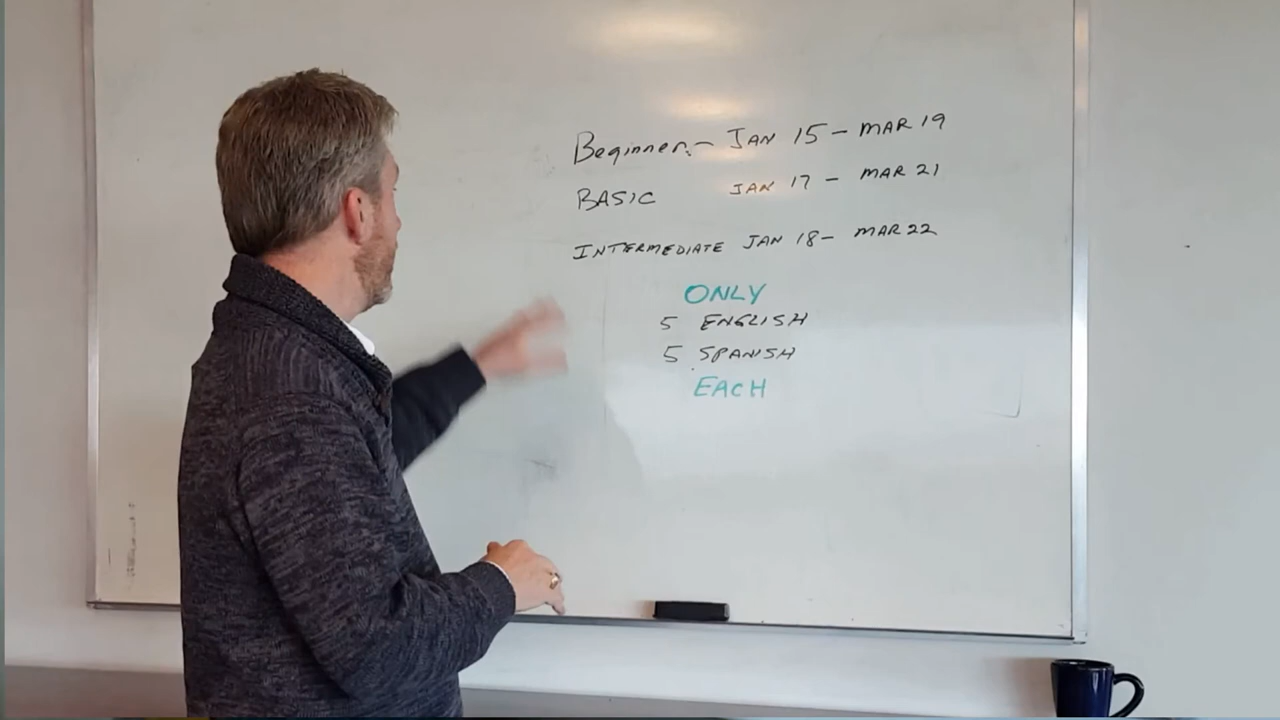 Beginner - JAN 15 - MAR 19
BASIC JAN 17 - MAR 21
INTERMEDIATE JAN 18 - MAR 22
ONLY
5 ENGLISH
5 SPANISH
EACH